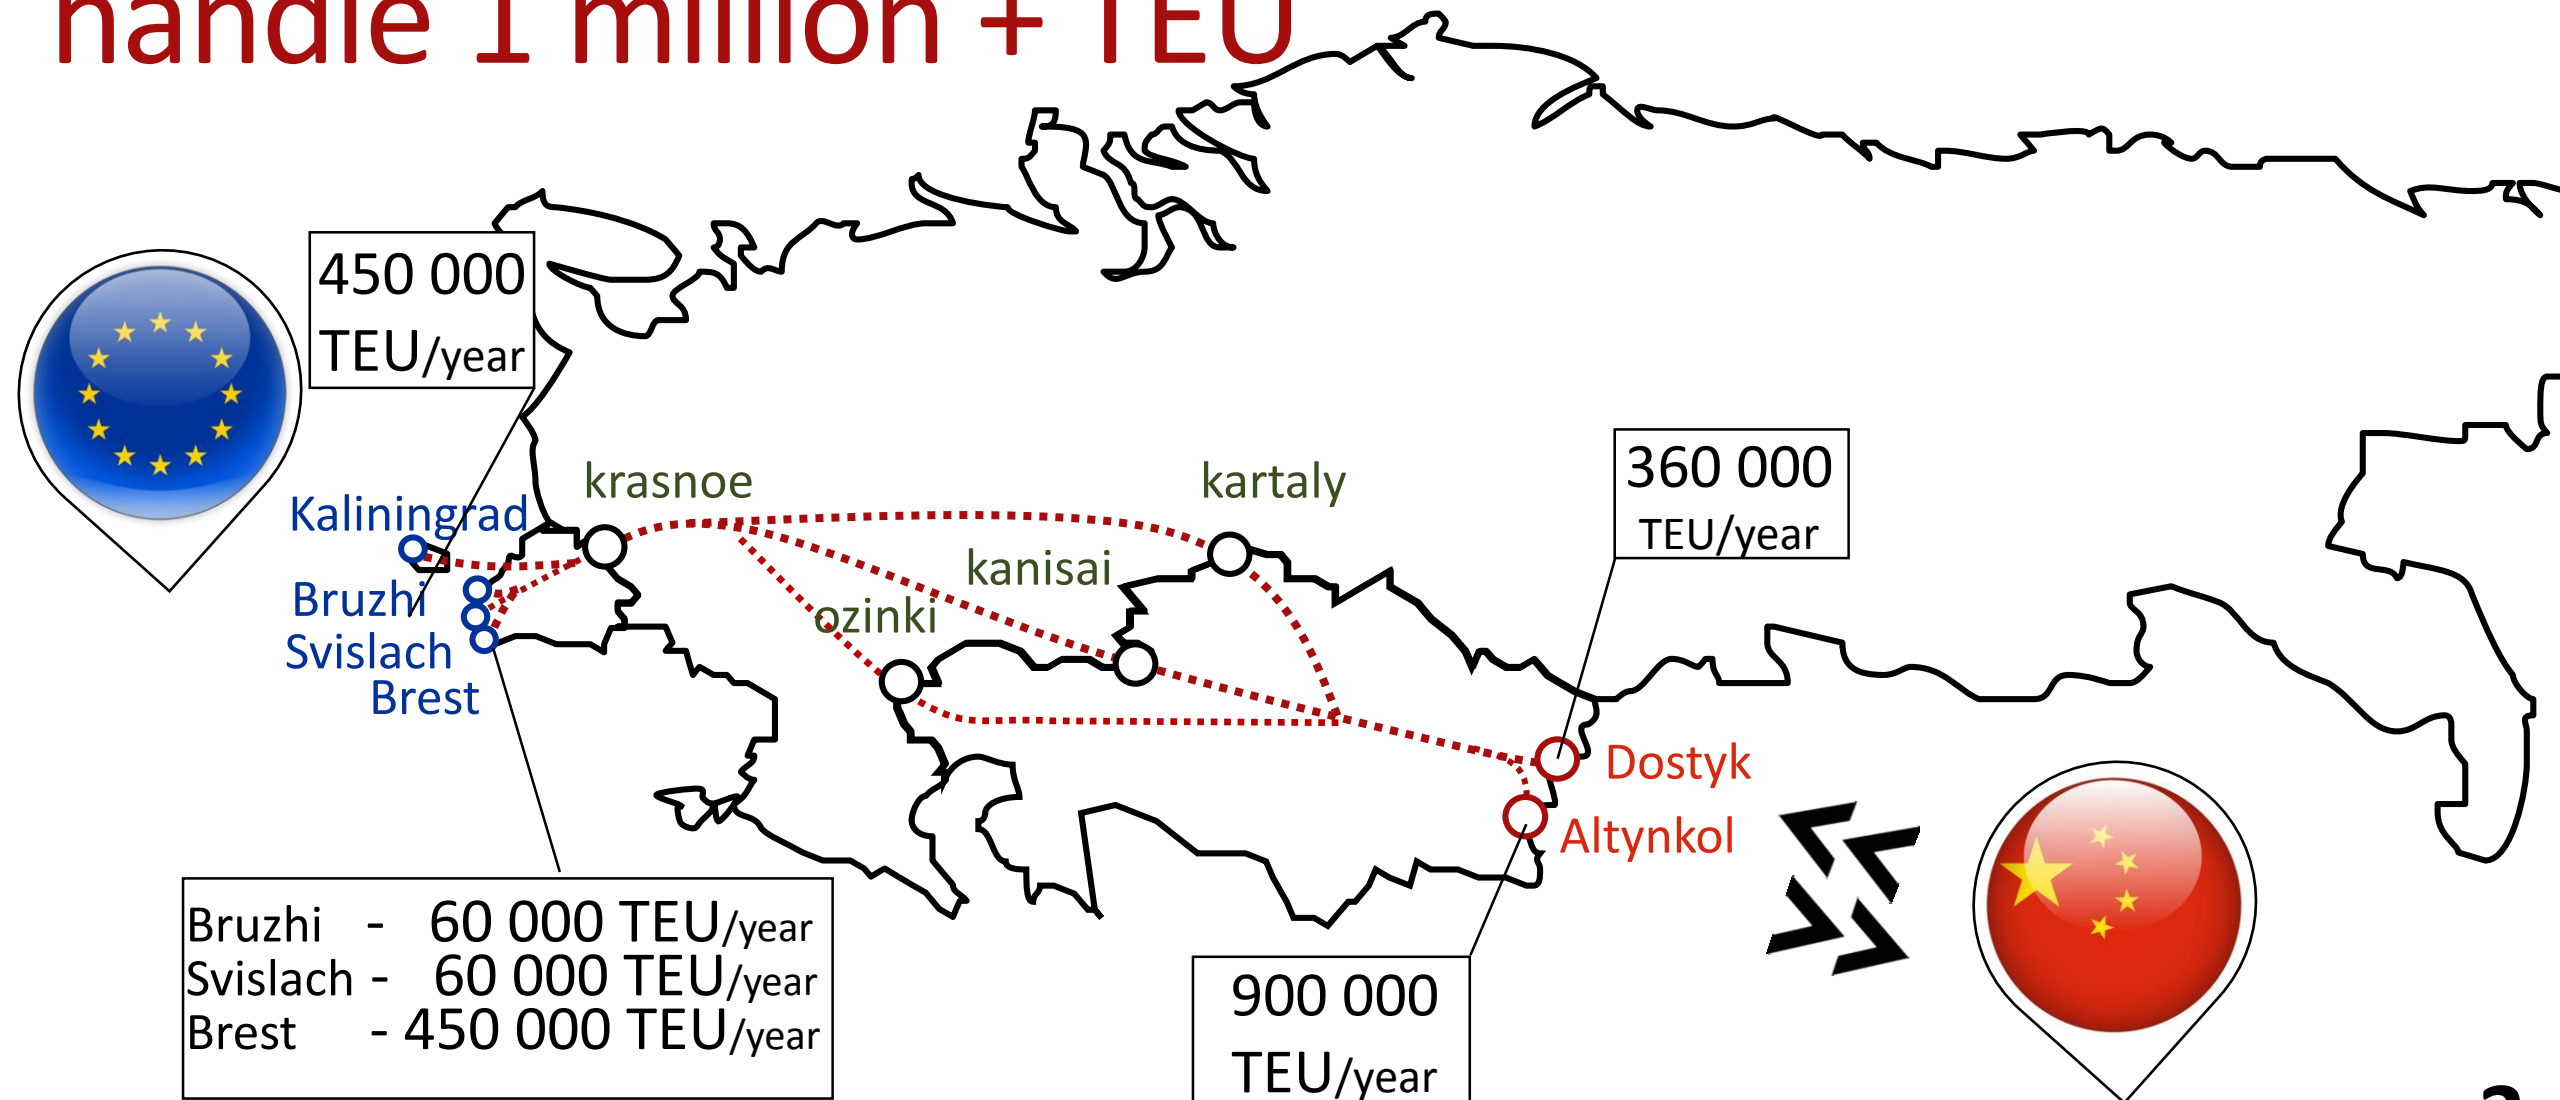 handle 1 million + TEU
450 000
TEU/year
Kaliningrad
Bruzhi
Svislach
Brest
krasnoe
kartaly
kanisai
ozinki
360 000
TEU/year
Dostyk
Altynkol
Bruzhi - 60 000 TEU/year
Svislach - 60 000 TEU/year
Brest - 450 000 TEU/year
900 000
TEU/year